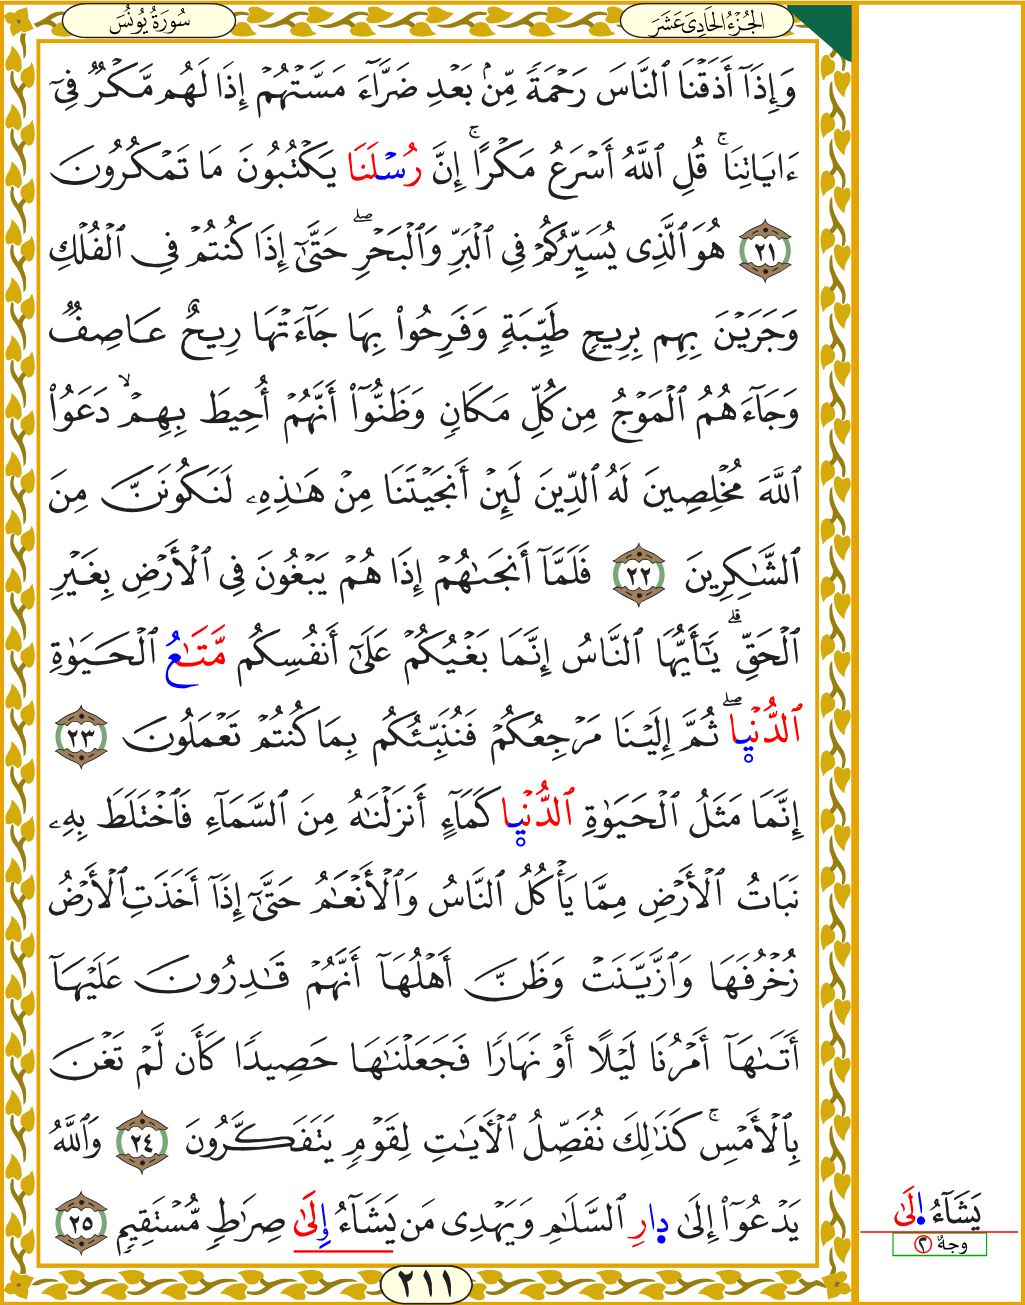 الجُزْءُ الحَادِىَ عَشَرَ
سُورَةُ يُونُسَ
وَإِذَآ أَذَقْنَا ٱلنَّاسَ رَحْمَةً مِّنۢ بَعْدِ ضَرَّآءَ مَسَّتْهُمْ إِذَا لَهُم مَّكْرٌ فِىٓ
ءَايَاتِنَا ۚ قُلِ ٱللَّهُ أَسْرَعُ مَكْرًا ۚ إِنَّ رُسْلَنَا يَكْتُبُونَ مَا تَمْكُرُونَ
٢١ هُوَ ٱلَّذِى يُسَيِّرُكُمْ فِى ٱلْبَرِّ وَٱلْبَحْرِ ۖ حَتَّىٰٓ إِذَا كُنتُمْ فِى ٱلْفُلْكِ
وَجَرَيْنَ بِهِم بِرِيحٍ طَيِّبَةٍ وَفَرِحُوا۟ بِهَا جَآءَتْهَا رِيحٌ عَاصِفٌ
وَجَآءَهُمُ ٱلْمَوْجُ مِن كُلِّ مَكَانٍ وَظَنُّوٓا۟ أَنَّهُمْ أُحِيطَ بِهِمْ ۙ دَعَوُا۟
ٱللَّهَ مُخْلِصِينَ لَهُ ٱلدِّينَ لَئِنْ أَنجَيْتَنَا مِنْ هَـٰذِهِۦ لَنَكُونَنَّ مِنَ
ٱلشَّـٰكِرِينَ ٢٢ فَلَمَّآ أَنجَىٰهُمْ إِذَا هُمْ يَبْغُونَ فِى ٱلْأَرْضِ بِغَيْرِ
ٱلْحَقِّ ۗ يَـٰٓأَيُّهَا ٱلنَّاسُ إِنَّمَا بَغْيُكُمْ عَلَىٰٓ أَنفُسِكُم مَّتَـٰعُ ٱلْحَيَوٰةِ
ٱلدُّنْيا ۖ ثُمَّ إِلَيْنَا مَرْجِعُكُمْ فَنُنَبِّئُكُم بِمَا كُنتُمْ تَعْمَلُونَ ٢٣
إِنَّمَا مَثَلُ ٱلْحَيَوٰةِ ٱلدُّنْيا كَمَآءٍ أَنزَلْنَـٰهُ مِنَ ٱلسَّمَآءِ فَٱخْتَلَطَ بِهِۦ
نَبَاتُ ٱلْأَرْضِ مِمَّا يَأْكُلُ ٱلنَّاسُ وَٱلْأَنْعَـٰمُ حَتَّىٰٓ إِذَآ أَخَذَتِ ٱلْأَرْضُ
زُخْرُفَهَا وَٱزَّيَّنَتْ وَظَنَّ أَهْلُهَآ أَنَّهُمْ قَـٰدِرُونَ عَلَيْهَآ
أَتَىٰهَآ أَمْرُنَا لَيْلًا أَوْ نَهَارًا فَجَعَلْنَـٰهَا حَصِيدًا كَأَن لَّمْ تَغْنَ
بِٱلْأَمْسِ ۚ كَذَٰلِكَ نُفَصِّلُ ٱلْـَٔايَـٰتِ لِقَوْمٍ يَتَفَكَّرُونَ ٢٤ وَٱللَّهُ
يَدْعُوٓا۟ إِلَىٰ دِارِ ٱلسَّلَـٰمِ وَيَهْدِى مَن يَشَآءُ إِلَىٰ صِرَٰطٍ مُّسْتَقِيمٍ ٢٥
يَشَآءُ ا۪لَىٰ
وجهٌ ٢
٢١١